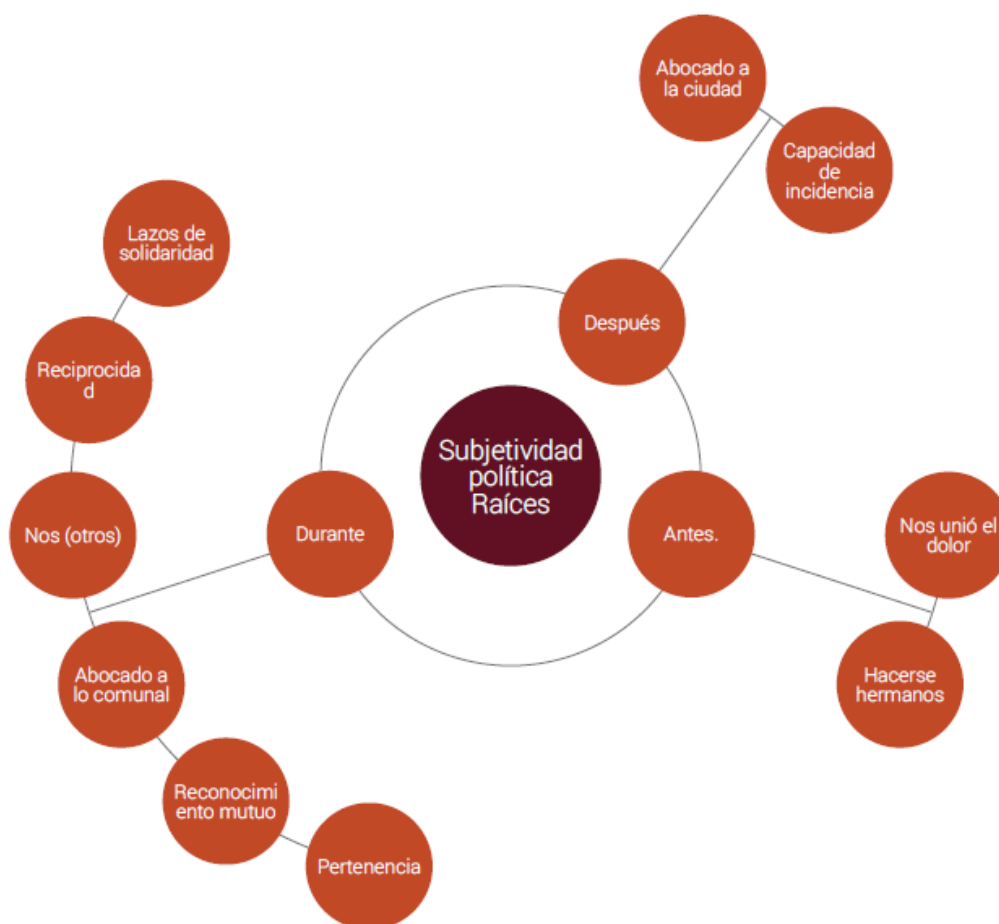 Abocado a
la ciudad
Capacidad
de
incidencia
Lazos de
solidaridad
Después
Reciprocida
d
Subjetividad
política
Raíces
Nos (otros)
Durante
Antes.
Nos unió el
dolor
Abocado a
lo comunal
Hacerse
hermanos
Reconocimi
ento mutuo
Pertenencia